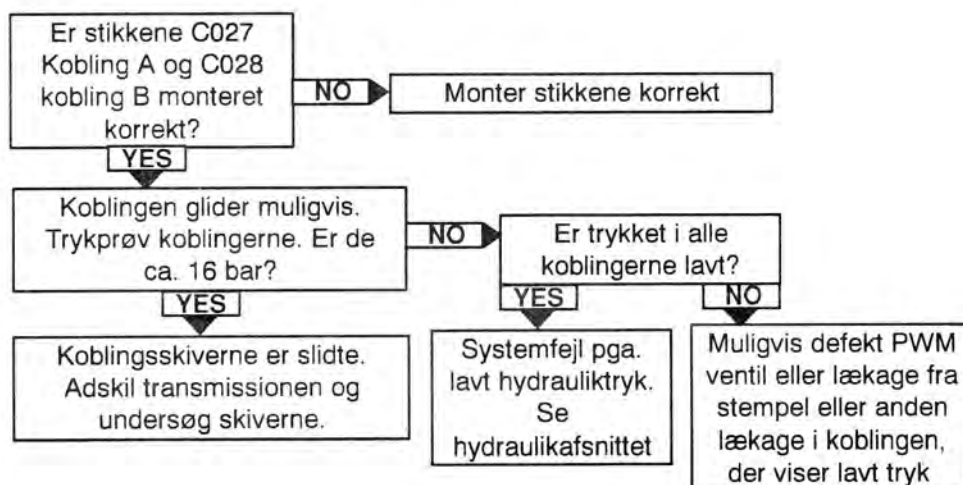 Er stikkene C027
Kobling A og C028
kobling B monteret
korrekt?
NO
Monter stikkene korrekt
YES
Koblingen glider muligvis.
Trykprøv koblingerne. Er de
ca. 16 bar?
NO
Er trykket i alle
koblingerne lavt?
YES
Koblingsskiverne er slidte.
Adskil transmissionen og
undersøg skiverne.
YES
Systemfejl pga.
lavt hydrauliktryk.
Se
hydraulikafsnittet
NO
Muligvis defekt PWM
ventil eller lækage fra
stempel eller anden
lækage i koblingen,
der viser lavt tryk